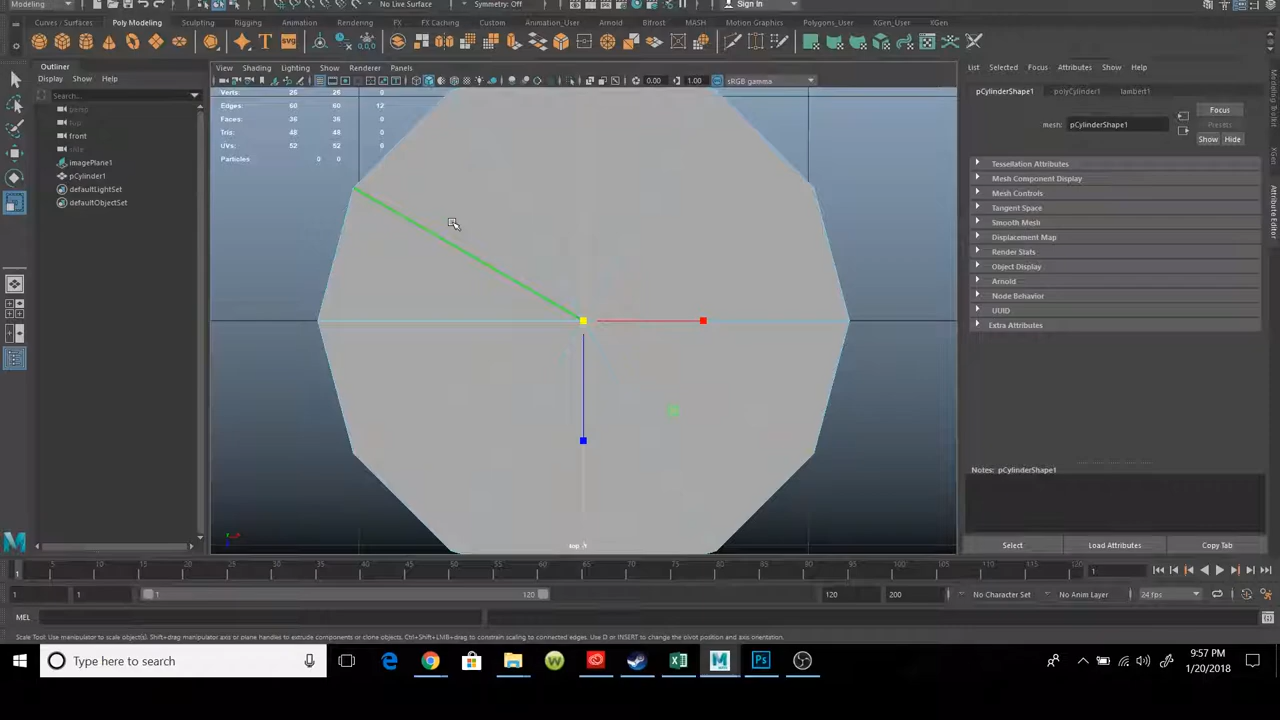 Modeling
No Live Surface
Symmetry: Off
Sign In
Curves / Surfaces Poly Modeling Sculpting Rigging Animation Rendering FX FX Caching Custom Animation_User Arnold Bifrost MASH Motion Graphics Polygons_User XGen_User XGen
Outliner
Display Show Help
Search...
persp
top
front
side
imagePlane1
pCylinder1
defaultLightSet
defaultObjectSet
View Shading Lighting Show Renderer Panels
0.00 1.00 sRGB gamma
Verts: 26 26 0
Edges: 60 60 12
Faces: 36 36 0
Tris: 48 48 0
UVs: 52 52 0
Particles 0 0
top
List Selected Focus Attributes Show Help
pCylinderShape1 polyCylinder1 lambert1
Focus
mesh: pCylinderShape1
Presets
Show Hide
Tessellation Attributes
Mesh Component Display
Mesh Controls
Tangent Space
Smooth Mesh
Displacement Map
Render Stats
Object Display
Arnold
Node Behavior
UUID
Extra Attributes
Notes: pCylinderShape1
Select Load Attributes Copy Tab
Modeling Toolkit
XGen
Attribute Editor
5 10 15 20 25 30 35 40 45 50 55 60 65 70 75 80 85 90 95 100 105 110 115 120 1
1 1 1 120 120 200 No Character Set No Anim Layer 24 fps
MEL
Scale Tool: Use manipulator to scale object(s). Shift+drag manipulator axis or plane handles to extrude components or clone objects. Ctrl+Shift+LMB+drag to constrain scaling to connected edges. Use D or INSERT to change the pivot position and axis orientation.
Type here to search
9:57 PM
1/20/2018